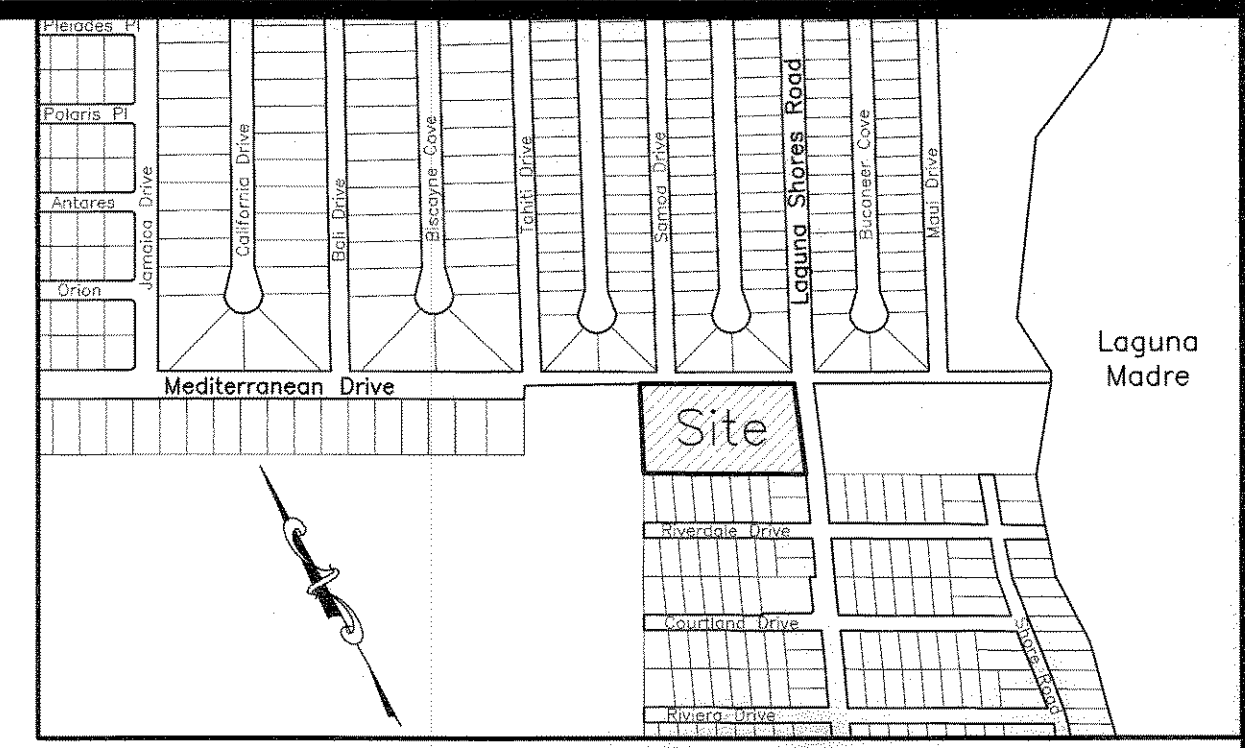 Pleiades Pl
Polaris Pl
Antares
Orion
Jamaica Drive
California Drive
Bali Drive
Biscayne Cove
Tahiti Drive
Samoa Drive
Laguna Shores Road
Bucaneer Cove
Maui Drive
Laguna
Madre
Mediterranean Drive
Site
Riverdale Drive
Courtland Drive
Shore Road
Riviera Drive